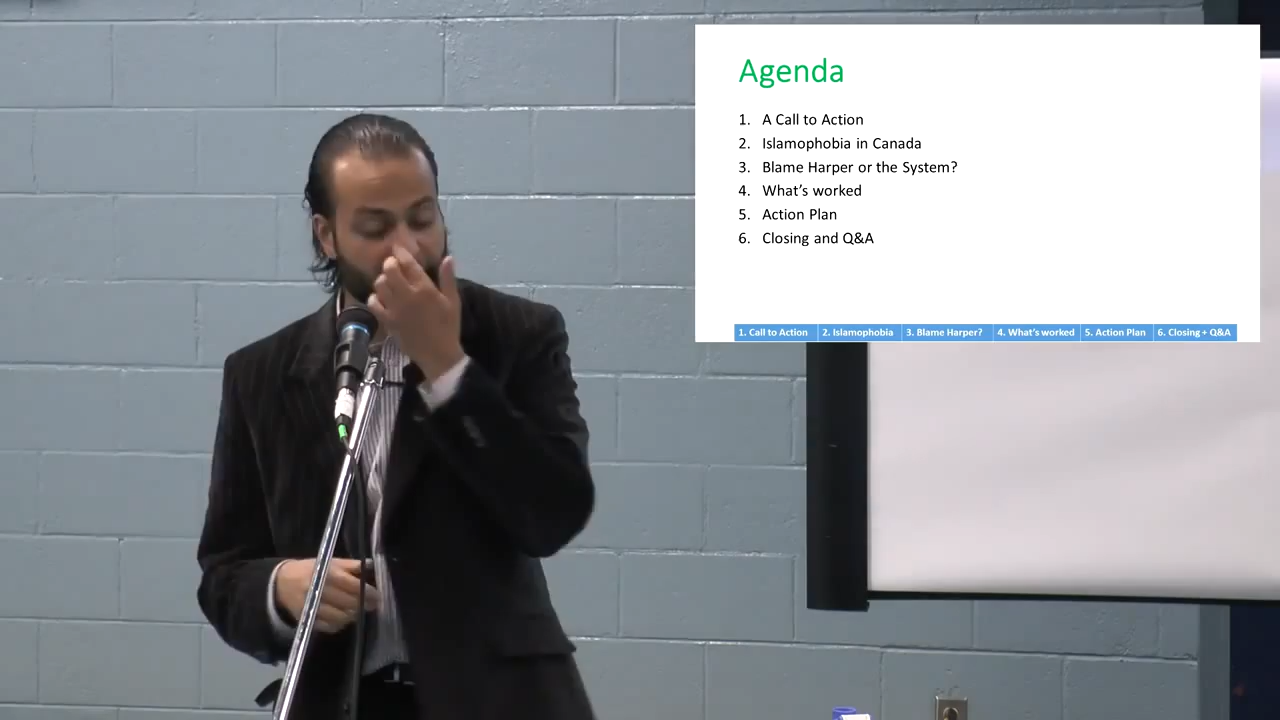 Agenda
1. A Call to Action
2. Islamophobia in Canada
3. Blame Harper or the System?
4. What's worked
5. Action Plan
6. Closing and Q&A
1. Call to Action 2. Islamophobia 3. Blame Harper? 4. What's worked 5. Action Plan 6. Closing + Q&A